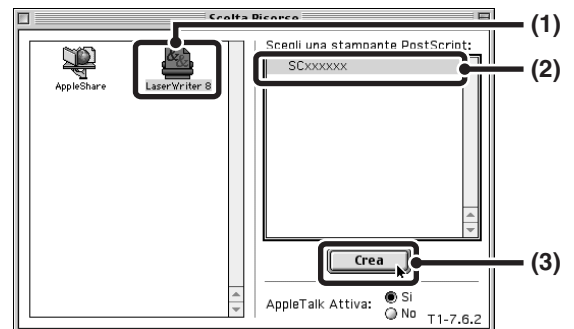 Scelta Risorse
(1)
Scegli una stampante PostScript:
SCxxxxxx
(2)
AppleShare
LaserWriter 8
Crea
(3)
AppleTalk Attiva:
Si
No
T1-7.6.2